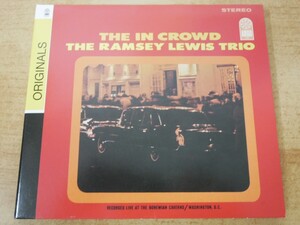 STEREO
THE IN CROWD
THE RAMSEY LEWIS TRIO
ORIGINALS
RECORDED LIVE AT THE BOHEMIAN CAVERNS/WASHINGTON, D.C.